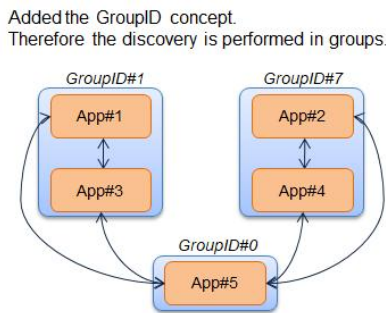 Added the GroupID concept.
Therefore the discovery is performed in groups.
GroupID#1
GroupID#7
App#1
App#2
App#3
App#4
GroupID#0
App#5